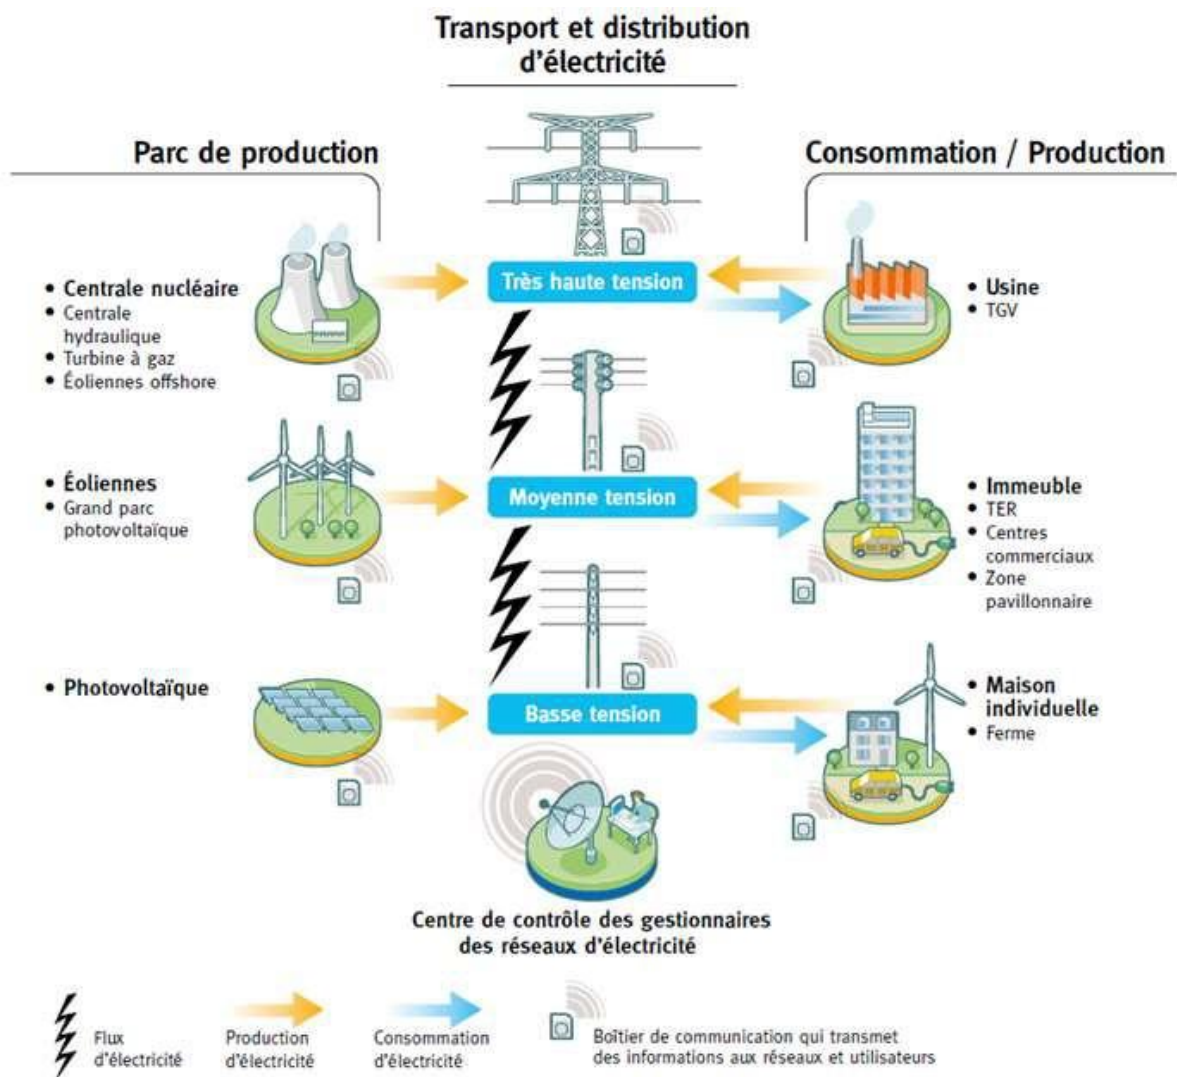 Transport et distribution
d'électricité
Parc de production
Consommation / Production
• Centrale nucléaire
• Centrale
hydraulique
• Turbine à gaz
• Éoliennes offshore
Très haute tension
• Usine
• TGV
• Éoliennes
• Grand parc
photovoltaïque
Moyenne tension
• Immeuble
• TER
• Centres
commerciaux
• Zone
pavillonnaire
• Photovoltaïque
Basse tension
• Maison
individuelle
• Ferme
Centre de contrôle des gestionnaires
des réseaux d'électricité
Flux
d'électricité
Production
d'électricité
Consommation
d'électricité
Boîtier de communication qui transmet
des informations aux réseaux et utilisateurs